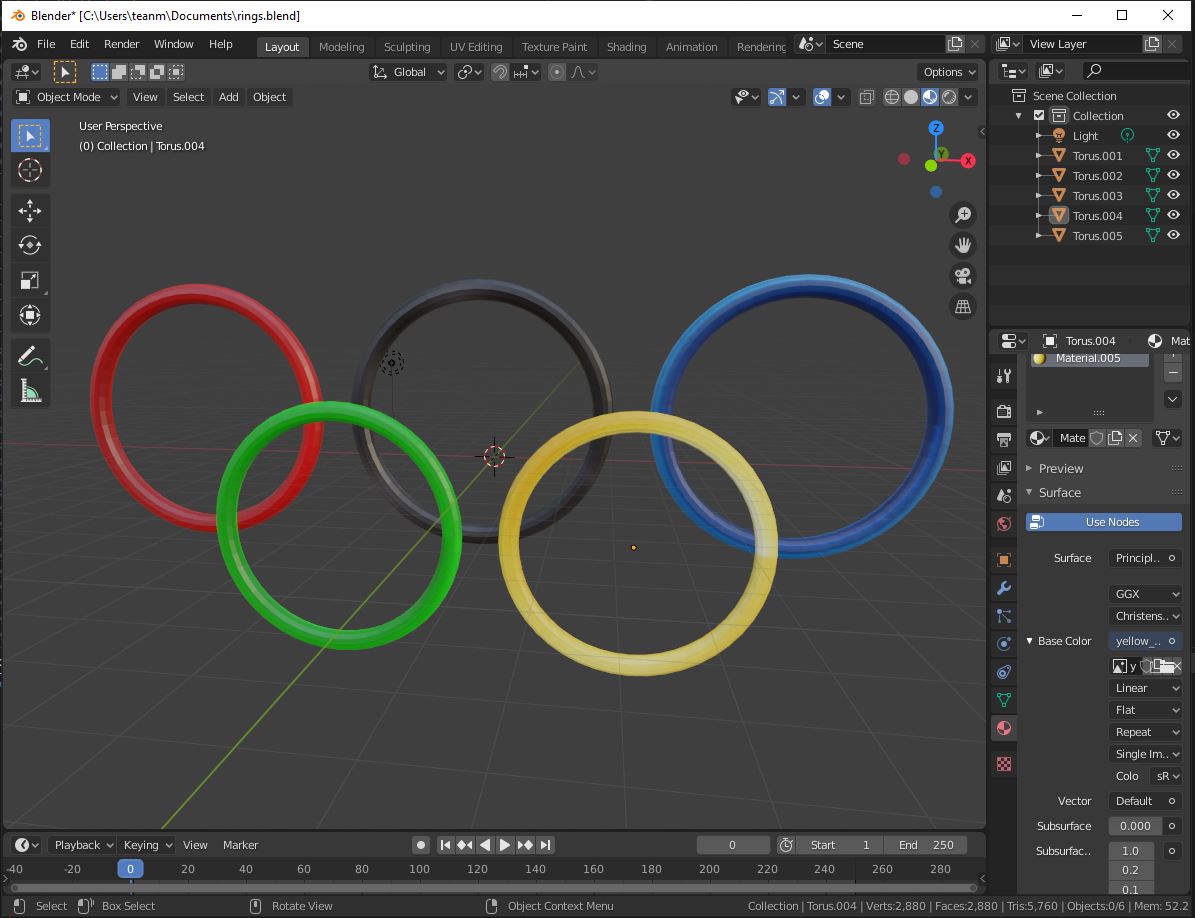 Blender* [C:\Users\teanm\Documents\rings.blend]
File Edit Render Window Help Layout Modeling Sculpting UV Editing Texture Paint Shading Animation Rendering Scene View Layer
Global Options
Object Mode View Select Add Object
User Perspective
(0) Collection | Torus.004
Z
Y
X
Scene Collection
Collection
Light
Torus.001
Torus.002
Torus.003
Torus.004
Torus.005
Torus.004 Mat
Material.005
Mate
Preview
Surface
Use Nodes
Surface Principl..
GGX
Christens..
Base Color yellow_..
y
Linear
Flat
Repeat
Single Im..
Colo sR
Vector Default
Subsurface 0.000
Subsurfac.. 1.0
0.2
0.1
Playback Keying View Marker 0 Start 1 End 250
-40 -20 0 20 40 60 80 100 120 140 160 180 200 220 240 260 280
Select Box Select Rotate View Object Context Menu Collection | Torus.004 | Verts:2,880 | Faces:2,880 | Tris:5,760 | Objects:0/6 | Mem: 52.2